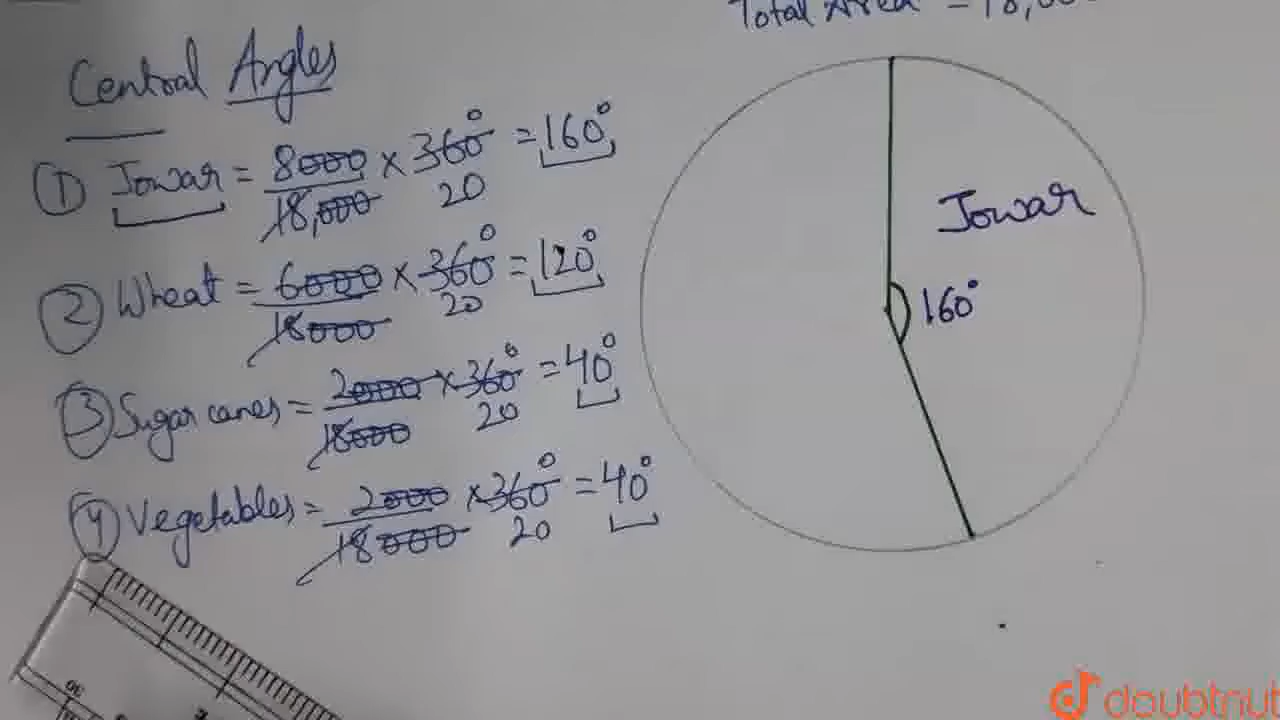 Total Area = 18,00
Central Angles
① Jowar = 8000/18,000 × 360° = 160°
20
② Wheat = 6000/18000 × 360° = 120°
20
③ Sugar canes = 2000/18000 × 360° = 40°
20
④ Vegetables = 2000/18000 × 360° = 40°
20
Jowar
160°
doubtnut